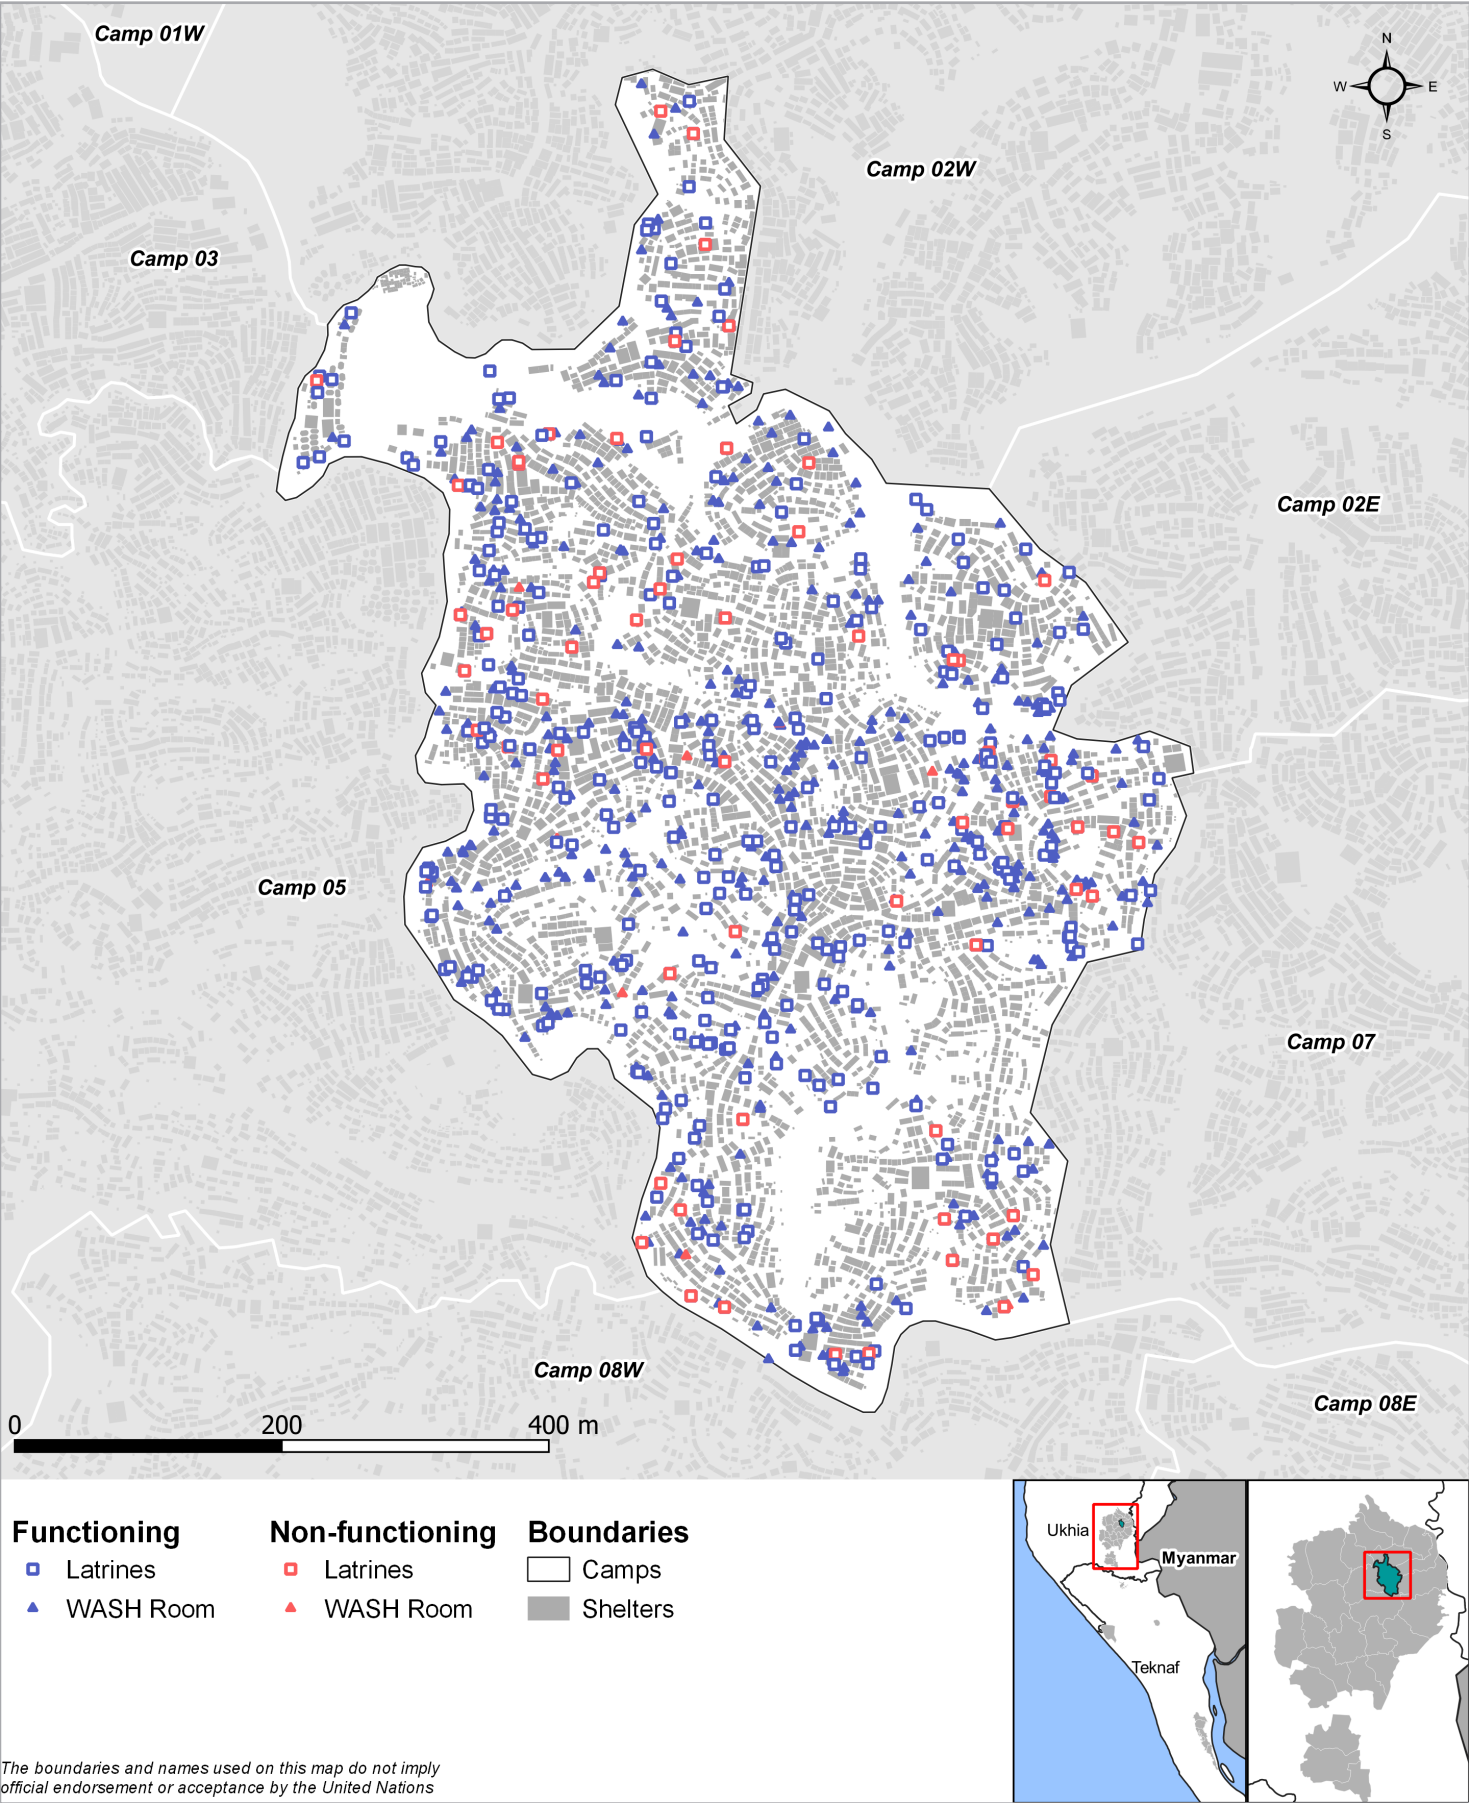 Camp 01W
N
W E
S
Camp 02W
Camp 03
Camp 02E
Camp 05
Camp 07
Camp 08W
Camp 08E
0 200 400 m
Functioning
Latrines
WASH Room
Non-functioning
Latrines
WASH Room
Boundaries
Camps
Shelters
Ukhia
Myanmar
Teknaf
The boundaries and names used on this map do not imply
official endorsement or acceptance by the United Nations